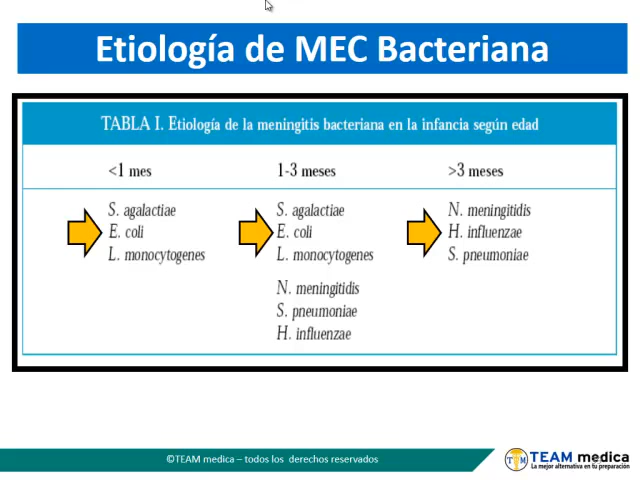 Etiología de MEC Bacteriana
TABLA I. Etiología de la meningitis bacteriana en la infancia según edad
<1 mes 1-3 meses >3 meses
S. agalactiae S. agalactiae N. meningitidis
E. coli E. coli H. influenzae
L. monocytogenes L. monocytogenes S. pneumoniae
N. meningitidis
S. pneumoniae
H. influenzae
©TEAM medica – todos los derechos reservados
TM TEAM medica
La mejor alternativa en tu preparación